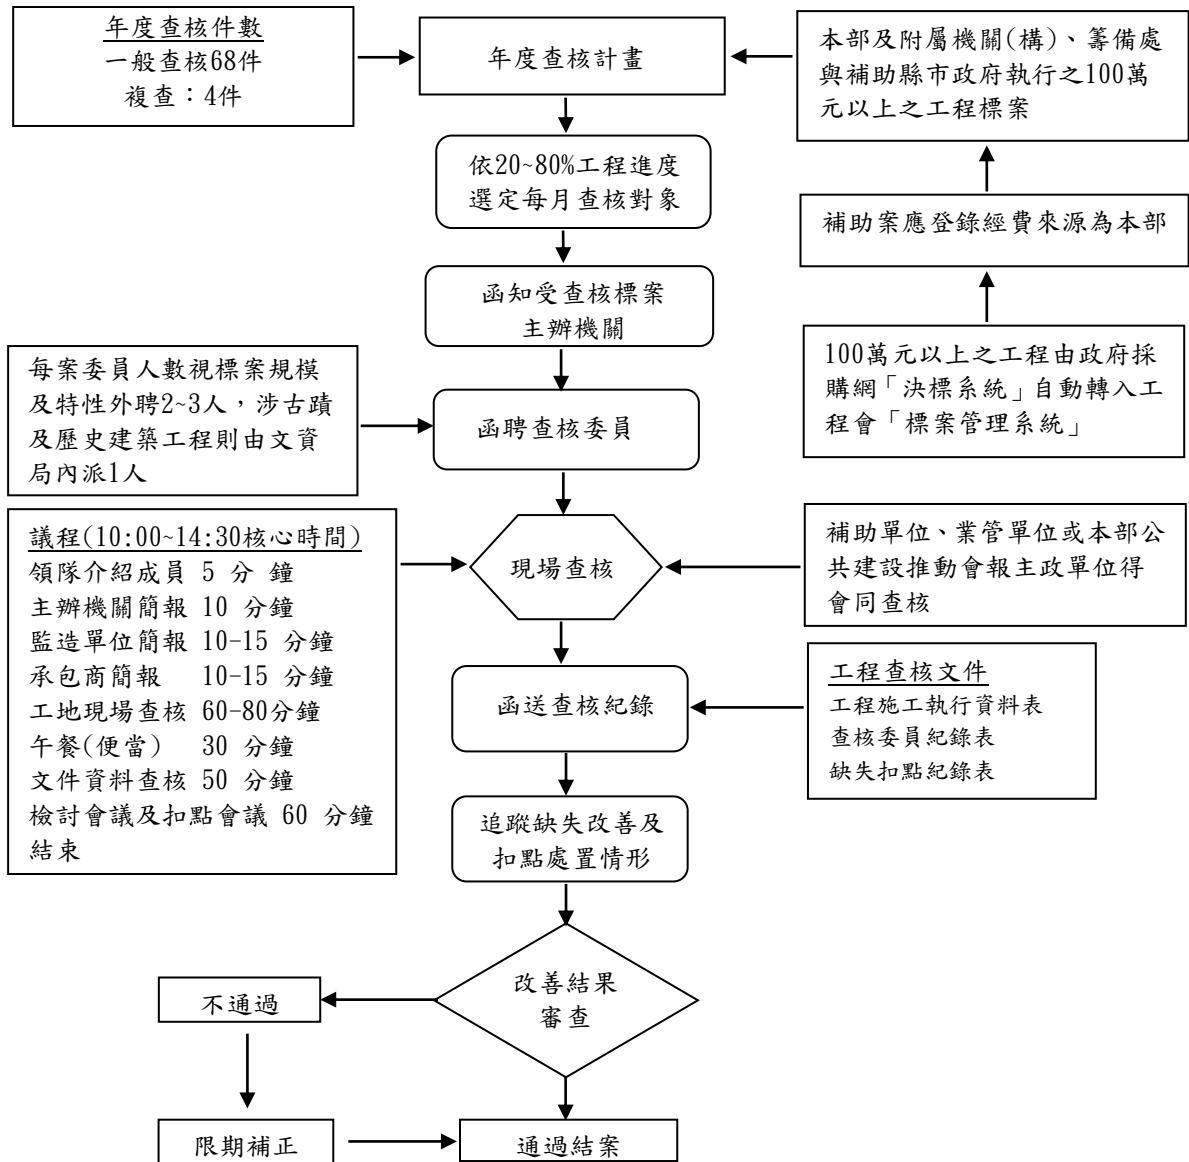 年度查核件數
一般查核68件
複查：4件
年度查核計畫
本部及附屬機關(構)、籌備處
與補助縣市政府執行之100萬
元以上之工程標案
依20~80%工程進度
選定每月查核對象
補助案應登錄經費來源為本部
函知受查核標案
主辦機關
100萬元以上之工程由政府採
購網「決標系統」自動轉入工
程會「標案管理系統」
每案委員人數視標案規模
及特性外聘2~3人，涉古蹟
及歷史建築工程則由文資
局內派1人
函聘查核委員
議程(10:00~14:30核心時間)
領隊介紹成員 5 分 鐘
主辦機關簡報 10 分鐘
監造單位簡報 10-15 分鐘
承包商簡報 10-15 分鐘
工地現場查核 60-80分鐘
午餐(便當) 30 分鐘
文件資料查核 50 分鐘
檢討會議及扣點會議 60 分鐘
結束
現場查核
補助單位、業管單位或本部公
共建設推動會報主政單位得
會同查核
函送查核紀錄
工程查核文件
工程施工執行資料表
查核委員紀錄表
缺失扣點紀錄表
追蹤缺失改善及
扣點處置情形
改善結果
審查
不通過
限期補正
通過結案